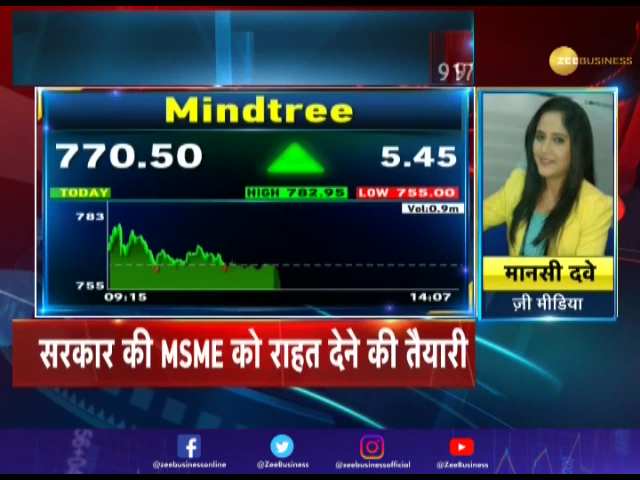 ZEEBUSINESS
Mindtree
770.50
5.45
TODAY
HIGH 782.95
LOW 755.00
Vol:0.9m
783
755
09:15
14:07
मानसी दवे
ज़ी मीडिया
सरकार की MSME को राहत देने की तैयारी
@zeebusinessonline
@ZeeBusiness
@zeebusinessofficial
@ZeeBusiness